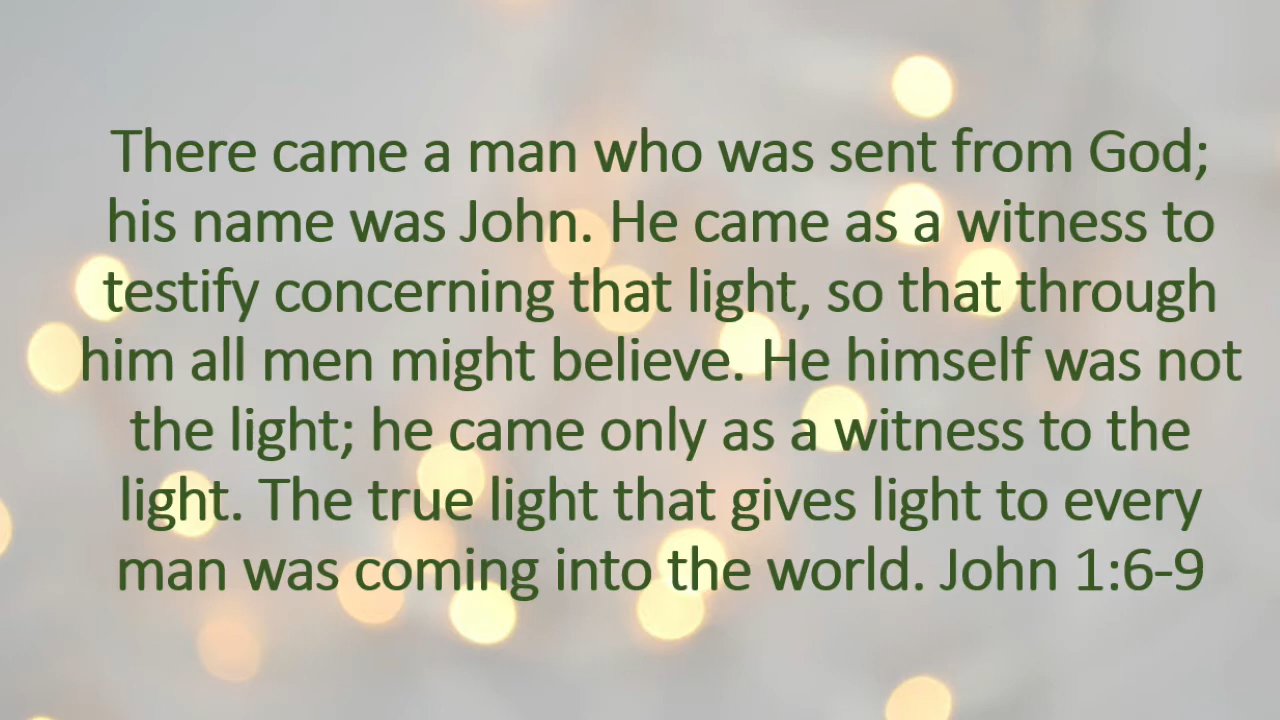 There came a man who was sent from God;
his name was John. He came as a witness to
testify concerning that light, so that through
him all men might believe. He himself was not
the light; he came only as a witness to the
light. The true light that gives light to every
man was coming into the world. John 1:6-9